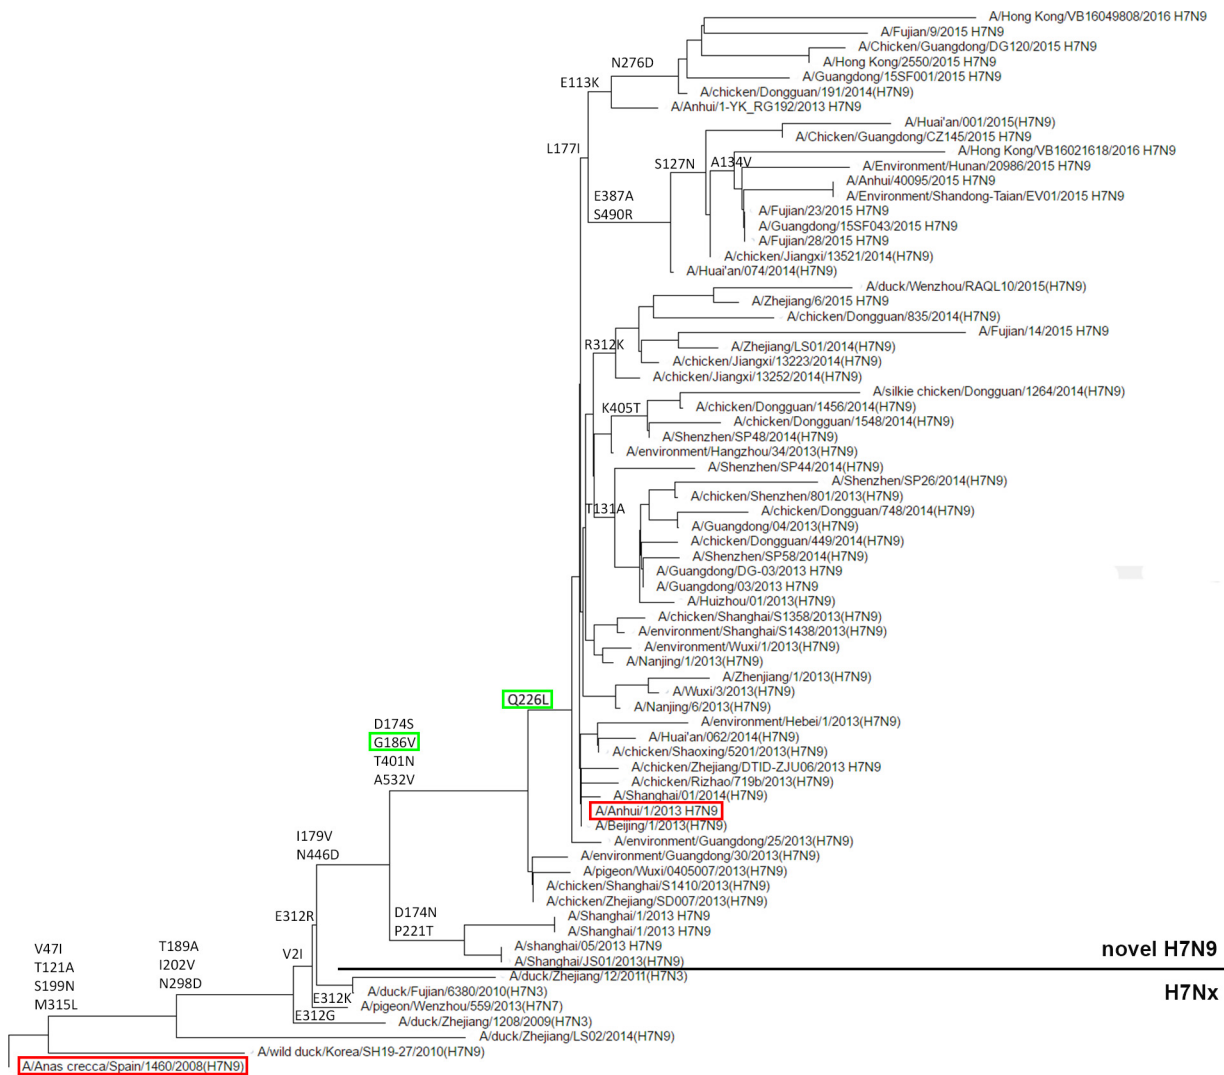 A/Hong Kong/VB16049808/2016 H7N9
A/Fujian/9/2015 H7N9
A/Chicken/Guangdong/DG120/2015 H7N9
N276D
A/Hong Kong/2550/2015 H7N9
A/Guangdong/15SF001/2015 H7N9
E113K
A/chicken/Dongguan/191/2014(H7N9)
A/Anhui/1-YK_RG192/2013 H7N9
A/Huai'an/001/2015(H7N9)
A/Chicken/Guangdong/CZ145/2015 H7N9
L177I
A/Hong Kong/VB16021618/2016 H7N9
S127N
A134V
A/Environment/Hunan/20986/2015 H7N9
A/Anhui/40095/2015 H7N9
E387A
A/Environment/Shandong-Taian/EV01/2015 H7N9
S490R
A/Fujian/23/2015 H7N9
A/Guangdong/15SF043/2015 H7N9
A/Fujian/28/2015 H7N9
A/chicken/Jiangxi/13521/2014(H7N9)
A/Huai'an/074/2014(H7N9)
A/duck/Wenzhou/RAQL10/2015(H7N9)
A/Zhejiang/6/2015 H7N9
A/chicken/Dongguan/835/2014(H7N9)
A/Fujian/14/2015 H7N9
R312K
A/Zhejiang/LS01/2014(H7N9)
A/chicken/Jiangxi/13223/2014(H7N9)
A/chicken/Jiangxi/13252/2014(H7N9)
A/silkie chicken/Dongguan/1264/2014(H7N9)
K405T
A/chicken/Dongguan/1456/2014(H7N9)
A/chicken/Dongguan/1548/2014(H7N9)
A/Shenzhen/SP48/2014(H7N9)
A/environment/Hangzhou/34/2013(H7N9)
A/Shenzhen/SP44/2014(H7N9)
A/Shenzhen/SP26/2014(H7N9)
A/chicken/Shenzhen/801/2013(H7N9)
T131A
A/chicken/Dongguan/748/2014(H7N9)
A/Guangdong/04/2013(H7N9)
A/chicken/Dongguan/449/2014(H7N9)
A/Shenzhen/SP58/2014(H7N9)
A/Guangdong/DG-03/2013 H7N9
A/Guangdong/03/2013 H7N9
A/Huizhou/01/2013(H7N9)
A/chicken/Shanghai/S1358/2013(H7N9)
A/environment/Shanghai/S1438/2013(H7N9)
A/environment/Wuxi/1/2013(H7N9)
A/Nanjing/1/2013(H7N9)
A/Zhenjiang/1/2013(H7N9)
A/Wuxi/3/2013(H7N9)
Q226L
A/Nanjing/6/2013(H7N9)
D174S
A/environment/Hebei/1/2013(H7N9)
G186V
A/Huai'an/062/2014(H7N9)
A/chicken/Shaoxing/5201/2013(H7N9)
T401N
A/chicken/Zhejiang/DTID-ZJU06/2013 H7N9
A532V
A/chicken/Rizhao/719b/2013(H7N9)
A/Shanghai/01/2014(H7N9)
A/Anhui/1/2013 H7N9
A/Beijing/1/2013(H7N9)
I179V
A/environment/Guangdong/25/2013(H7N9)
N446D
A/environment/Guangdong/30/2013(H7N9)
A/pigeon/Wuxi/0405007/2013(H7N9)
A/chicken/Shanghai/S1410/2013(H7N9)
A/chicken/Zhejiang/SD007/2013(H7N9)
E312R
D174N
A/Shanghai/1/2013 H7N9
P221T
A/Shanghai/1/2013 H7N9
V47I
T189A
V2I
A/shanghai/05/2013 H7N9
novel H7N9
T121A
I202V
A/Shanghai/JS01/2013(H7N9)
S199N
N298D
A/duck/Zhejiang/12/2011(H7N3)
H7Nx
M315L
E312K
A/duck/Fujian/6380/2010(H7N3)
A/pigeon/Wenzhou/559/2013(H7N7)
E312G
A/duck/Zhejiang/1208/2009(H7N3)
A/duck/Zhejiang/LS02/2014(H7N9)
A/wild duck/Korea/SH19-27/2010(H7N9)
A/Anas crecca/Spain/1460/2008(H7N9)